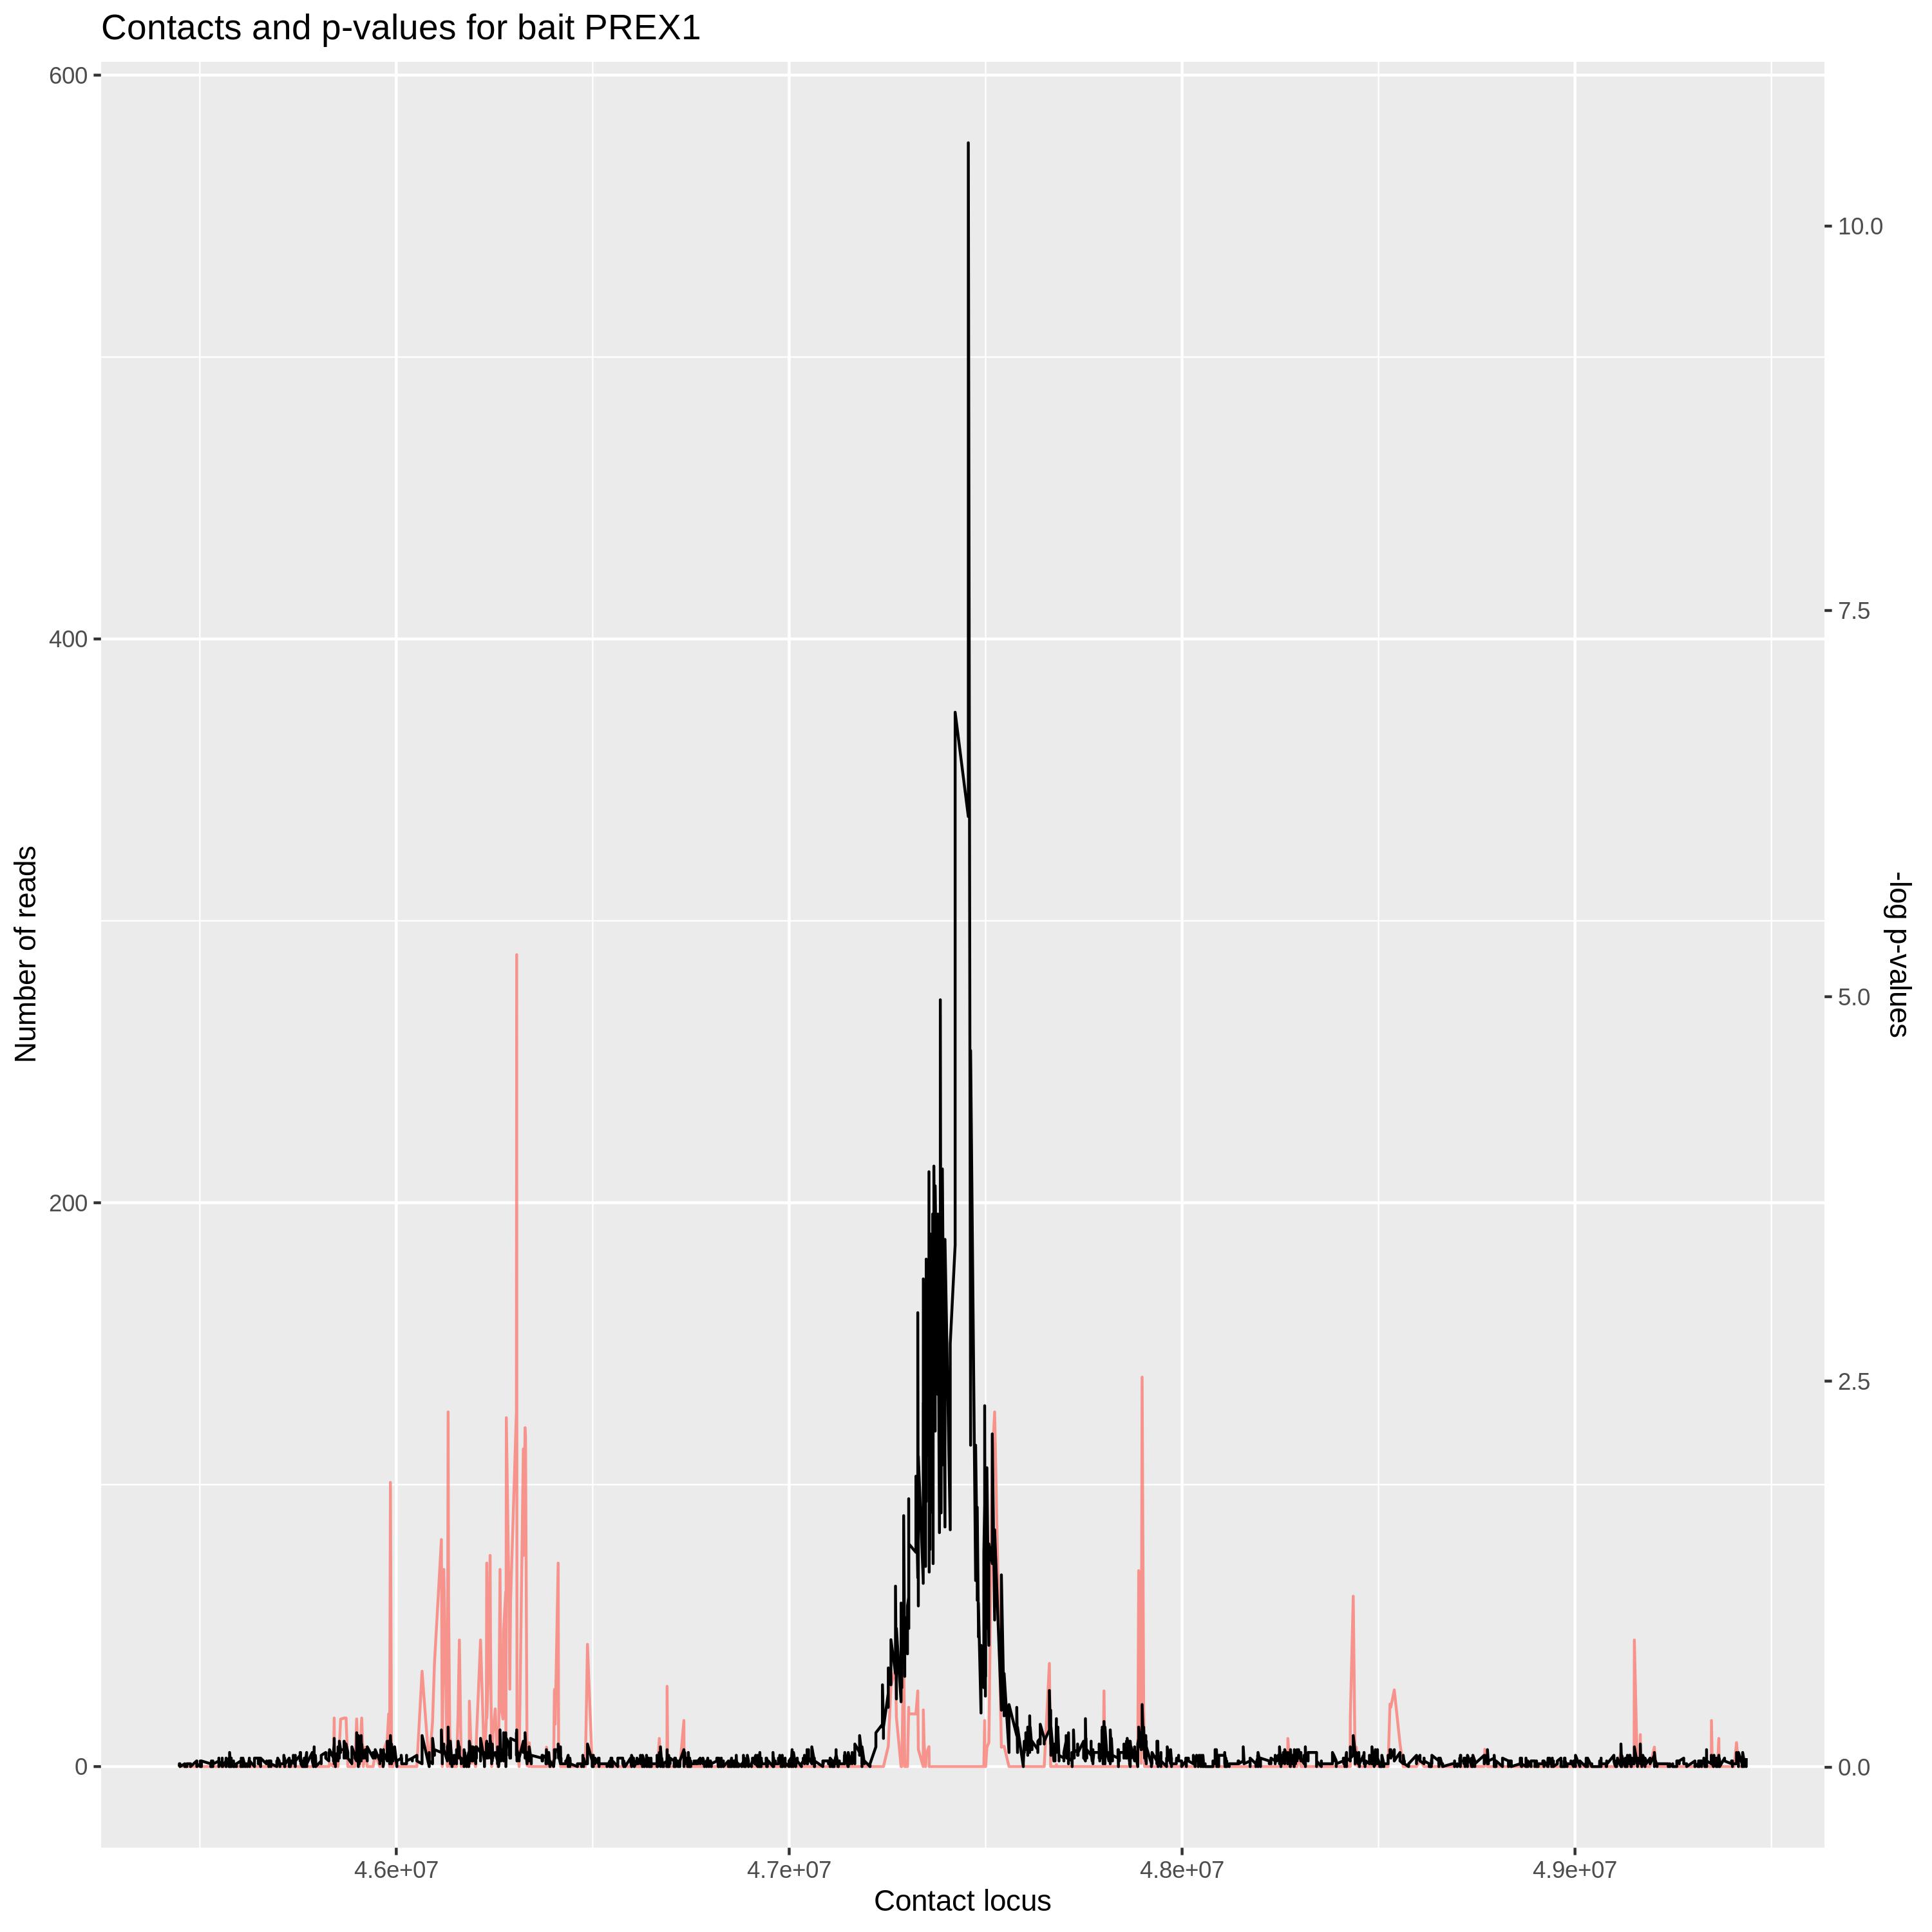 Contacts and p-values for bait PREX1
600
400
200
0
Number of reads
10.0
7.5
5.0
2.5
0.0
-log p-values
4.6e+07
4.7e+07
4.8e+07
4.9e+07
Contact locus